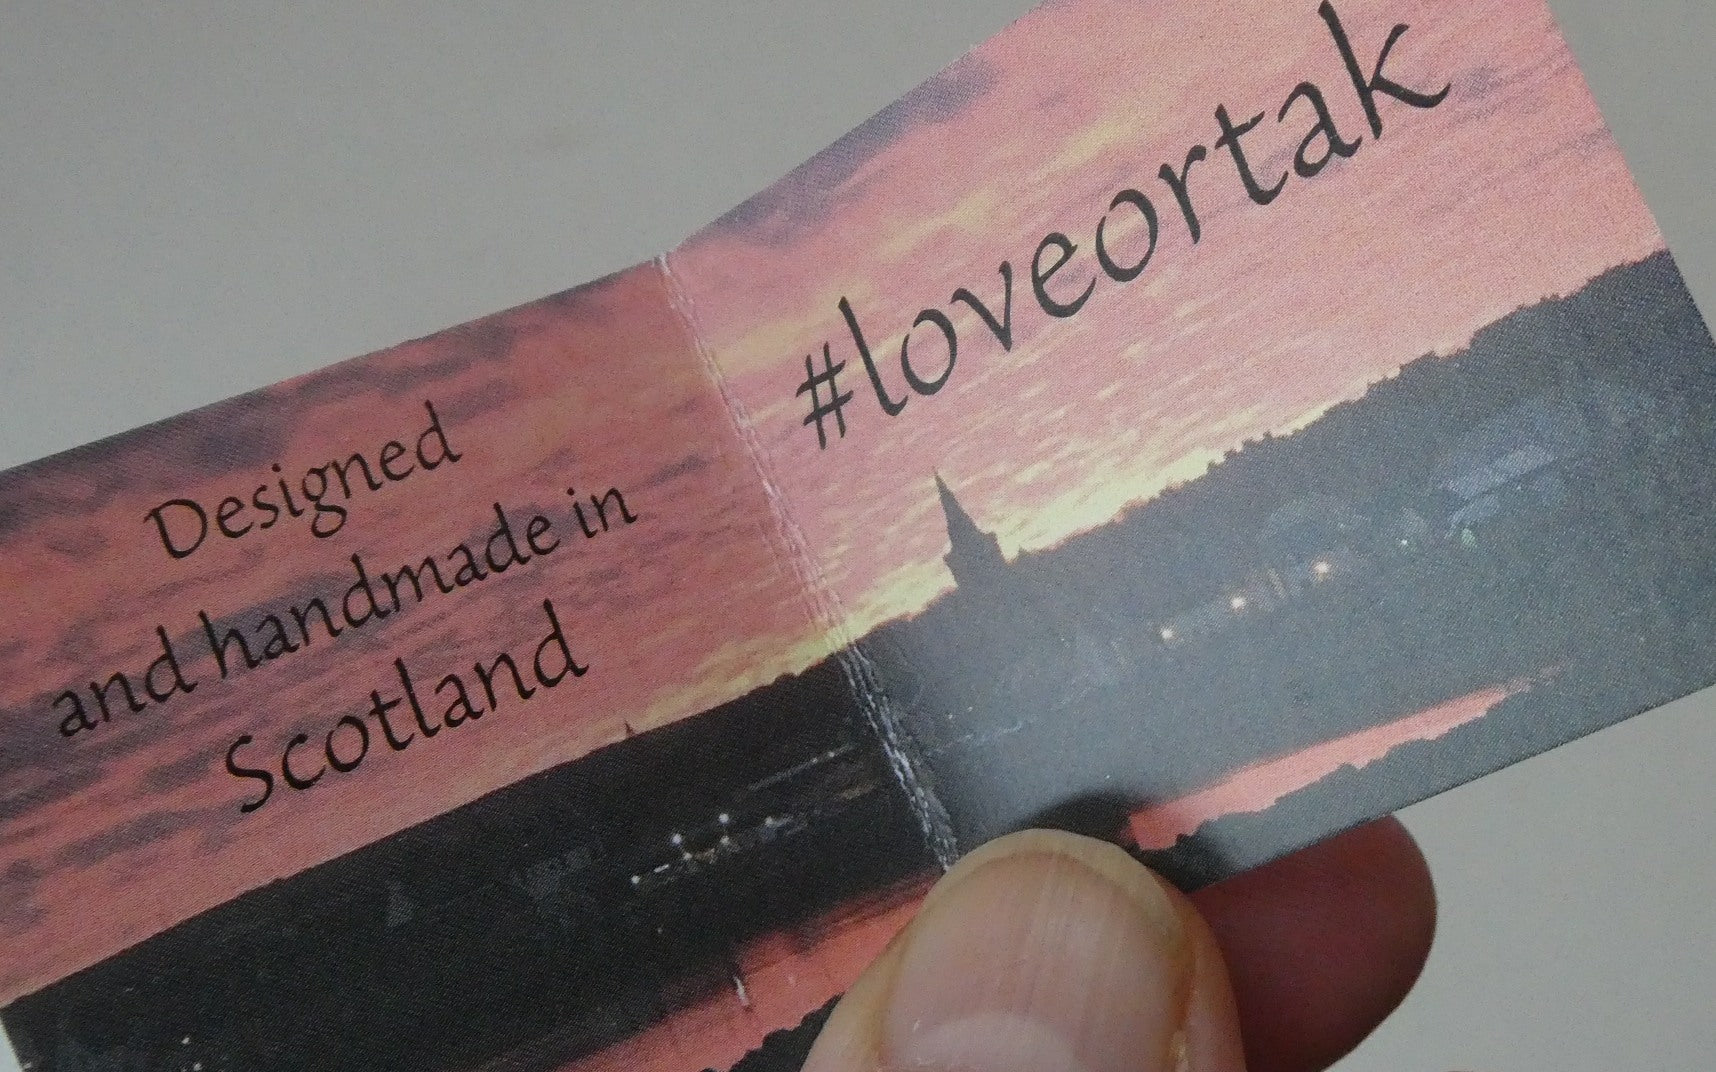 Designed
and handmade in
Scotland
#loveortak